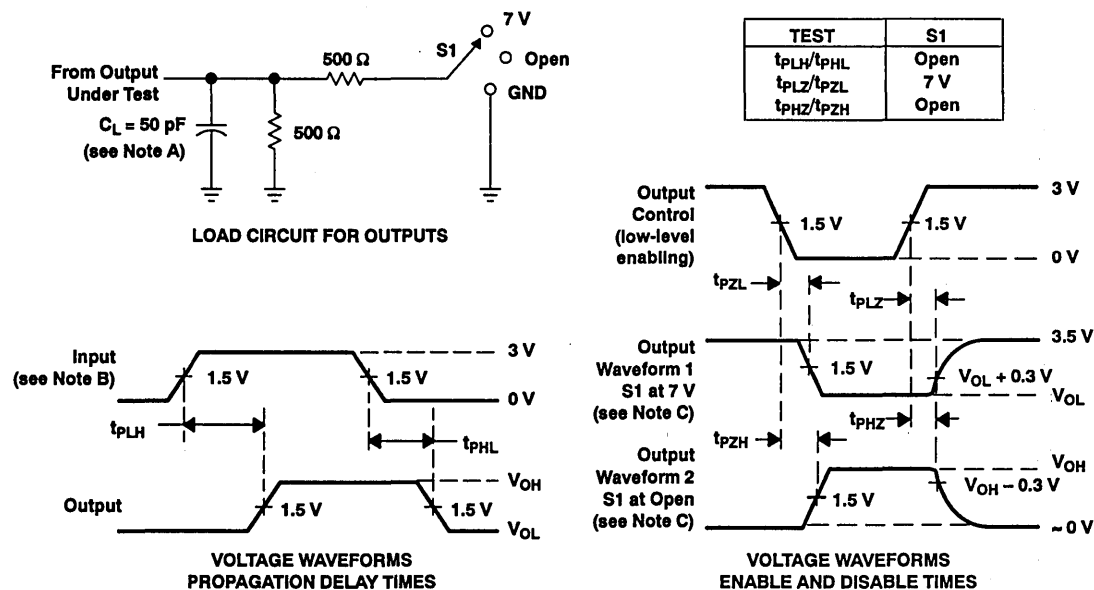 7 V
S1
Open
500 Ω
GND
From Output
Under Test
C_L = 50 pF
(see Note A)
500 Ω
LOAD CIRCUIT FOR OUTPUTS
TEST S1
t_PLH/t_PHL Open
t_PLZ/t_PZL 7 V
t_PHZ/t_PZH Open
Input
(see Note B)
3 V
1.5 V
1.5 V
0 V
t_PLH
t_PHL
Output
V_OH
1.5 V
1.5 V
V_OL
VOLTAGE WAVEFORMS
PROPAGATION DELAY TIMES
Output
Control
(low-level
enabling)
3 V
1.5 V
1.5 V
0 V
t_PZL
t_PLZ
Output
Waveform 1
S1 at 7 V
(see Note C)
3.5 V
1.5 V
V_OL + 0.3 V
V_OL
t_PHZ
t_PZH
Output
Waveform 2
S1 at Open
(see Note C)
V_OH
V_OH – 0.3 V
1.5 V
~ 0 V
VOLTAGE WAVEFORMS
ENABLE AND DISABLE TIMES